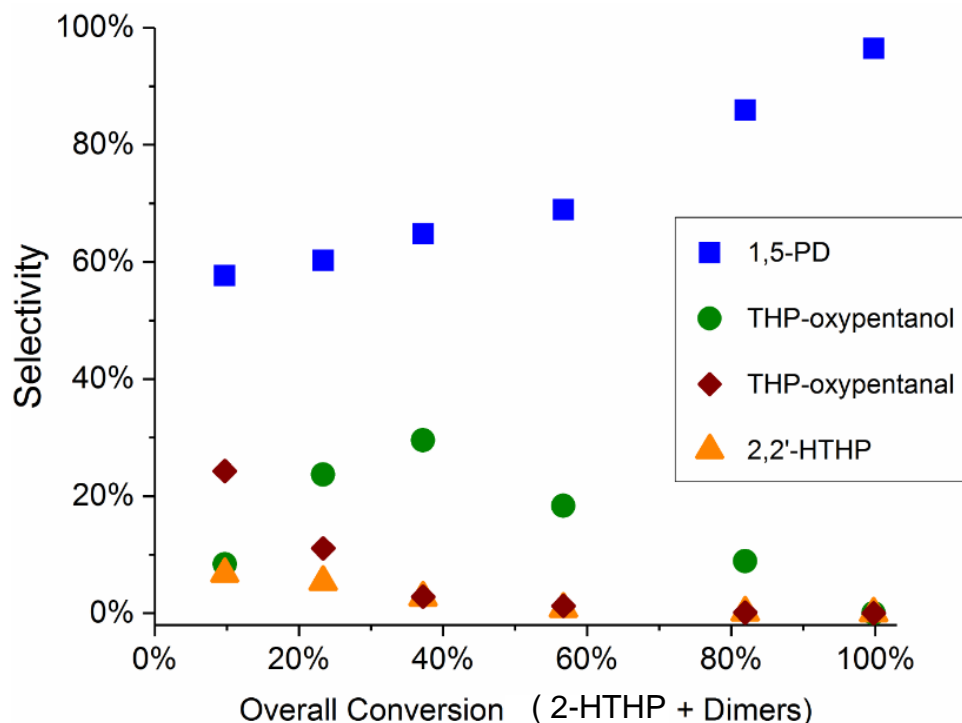 100%
80%
60%
40%
20%
0%
Selectivity
1,5-PD
THP-oxypentanol
THP-oxypentanal
2,2'-HTHP
0% 20% 40% 60% 80% 100%
Overall Conversion ( 2-HTHP + Dimers)